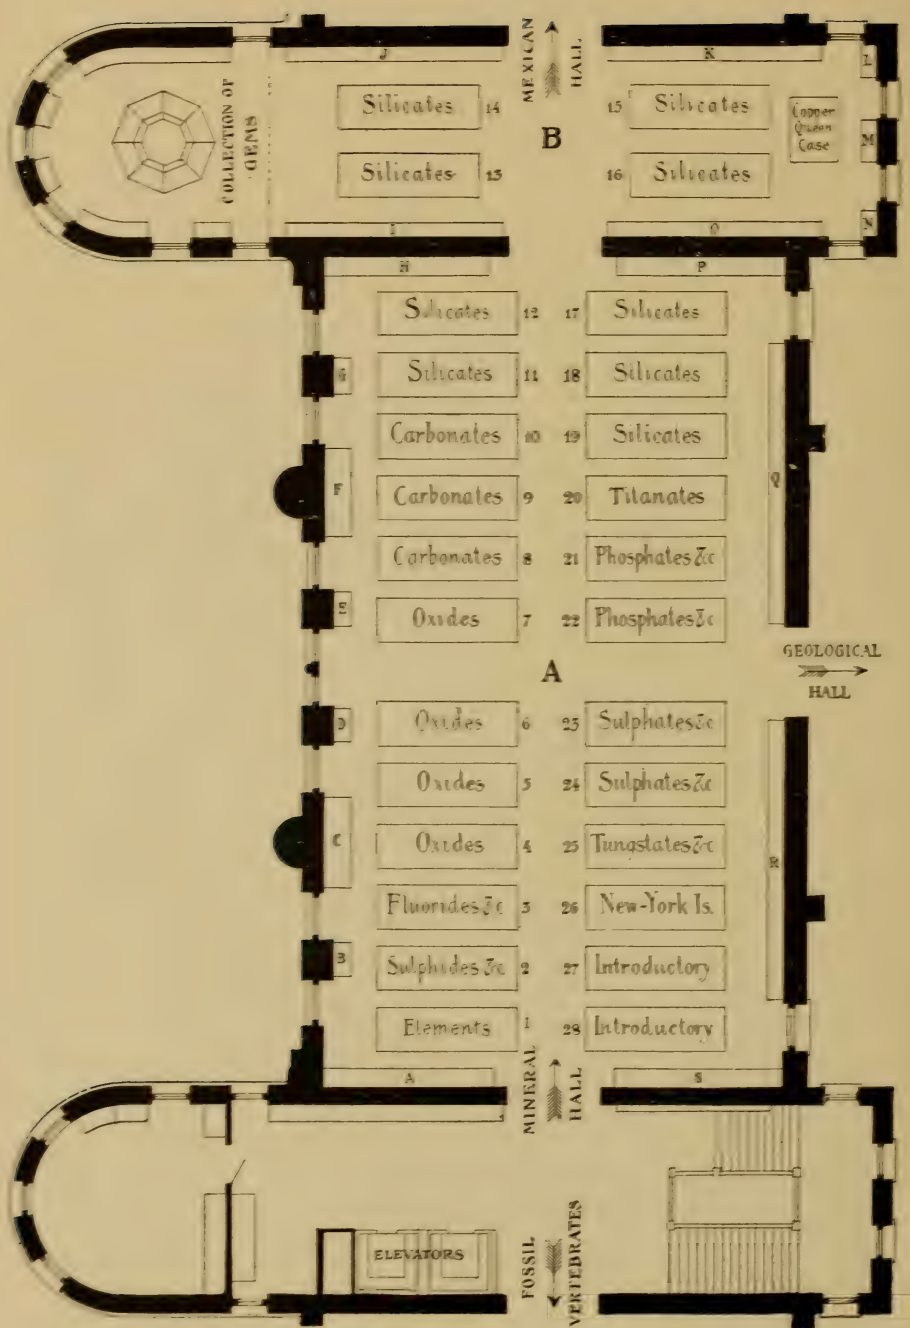 MEXICAN HALL
J
K
L
COLLECTION OF GEMS
Silicates 14
15 Silicates
Copper
Queen
Case
B
M
Silicates 13
16 Silicates
N
I
O
H
P
Silicates 12 17 Silicates
G
Silicates 11 18 Silicates
Carbonates 10 19 Silicates
F
Carbonates 9 20 Titanates
Q
Carbonates 8 21 Phosphates &c
E
Oxides 7 22 Phosphates &c
GEOLOGICAL
HALL
A
D
Oxides 6 23 Sulphates &c
Oxides 5 24 Sulphates &c
C
Oxides 4 25 Tungstates &c
R
Fluorides &c 3 26 New-York Is.
B
Sulphides &c 2 27 Introductory
Elements 1 28 Introductory
A
S
MINERAL HALL
ELEVATORS
FOSSIL VERTEBRATES